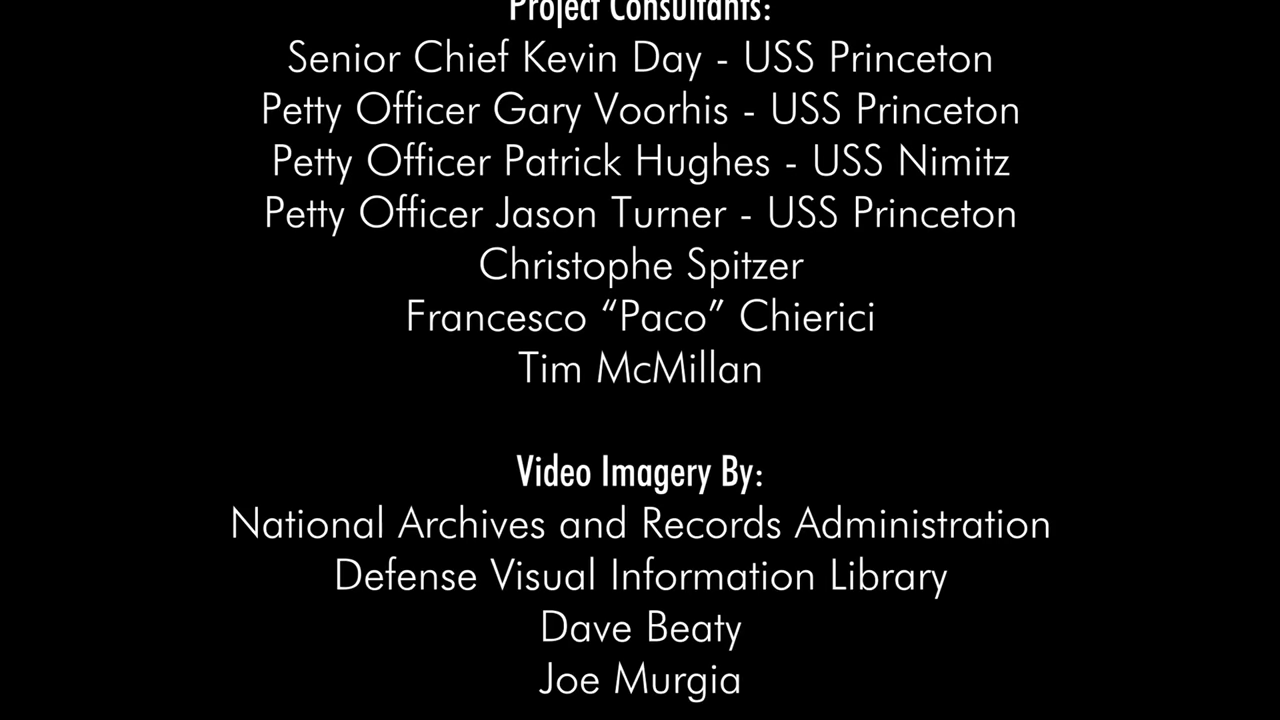 Project Consultants:
Senior Chief Kevin Day - USS Princeton
Petty Officer Gary Voorhis - USS Princeton
Petty Officer Patrick Hughes - USS Nimitz
Petty Officer Jason Turner - USS Princeton
Christophe Spitzer
Francesco “Paco” Chierici
Tim McMillan
Video Imagery By:
National Archives and Records Administration
Defense Visual Information Library
Dave Beaty
Joe Murgia